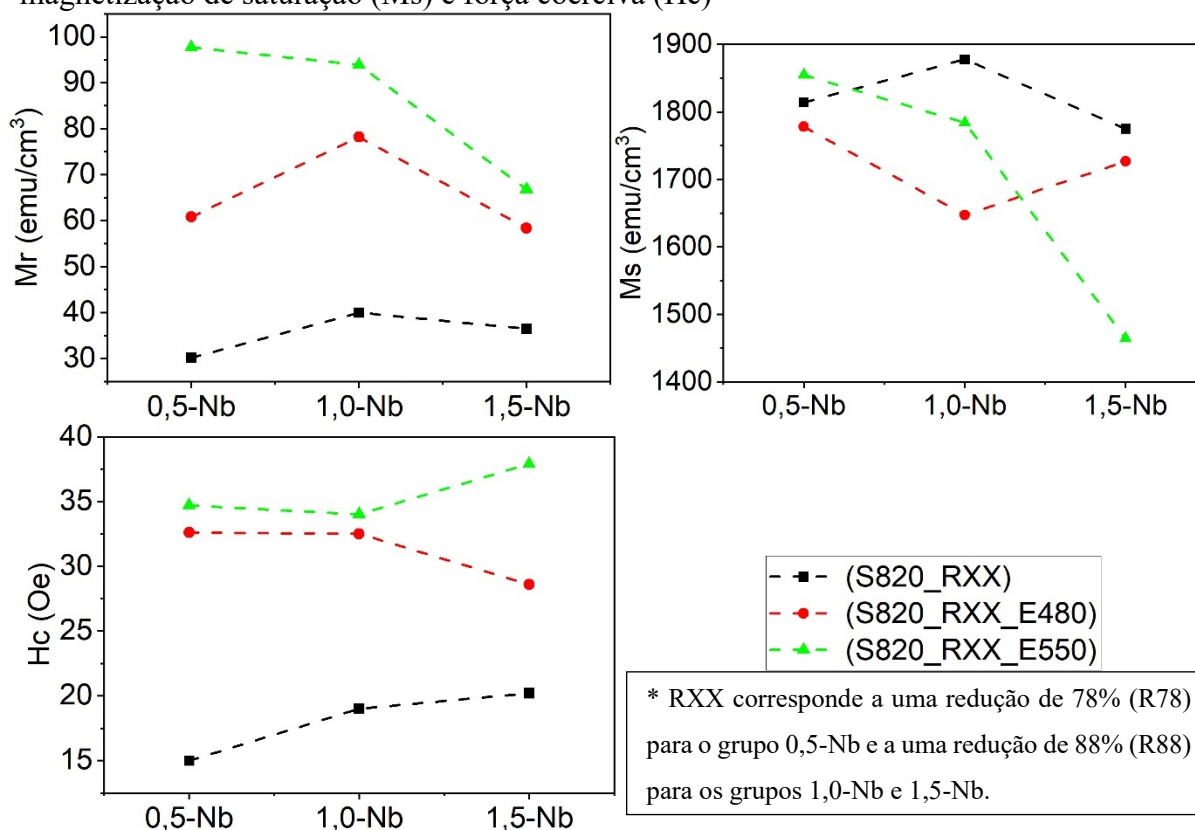 magnetização de saturação (Ms) e força coerciva (Hc)
100
90
80
70
60
50
40
30
Mr (emu/cm³)
0,5-Nb
1,0-Nb
1,5-Nb
1900
1800
1700
1600
1500
1400
Ms (emu/cm³)
0,5-Nb
1,0-Nb
1,5-Nb
40
35
30
25
20
15
Hc (Oe)
0,5-Nb
1,0-Nb
1,5-Nb
(S820_RXX)
(S820_RXX_E480)
(S820_RXX_E550)
* RXX corresponde a uma redução de 78% (R78)
para o grupo 0,5-Nb e a uma redução de 88% (R88)
para os grupos 1,0-Nb e 1,5-Nb.